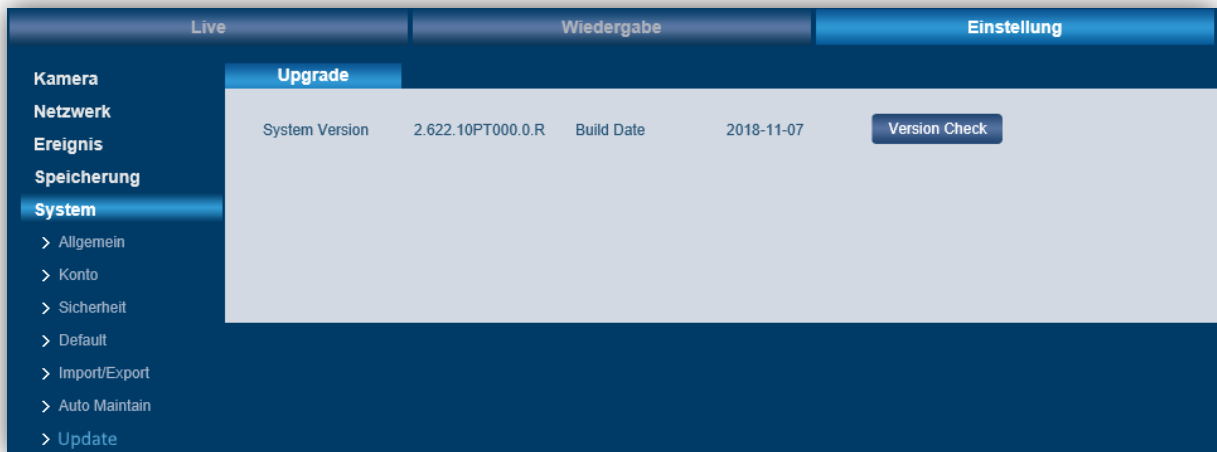 Live Wiedergabe Einstellung
Kamera
Netzwerk
Ereignis
Speicherung
System
Allgemein
Konto
Sicherheit
Default
Import/Export
Auto Maintain
Update
Upgrade
System Version 2.622.10PT000.0.R Build Date 2018-11-07 Version Check